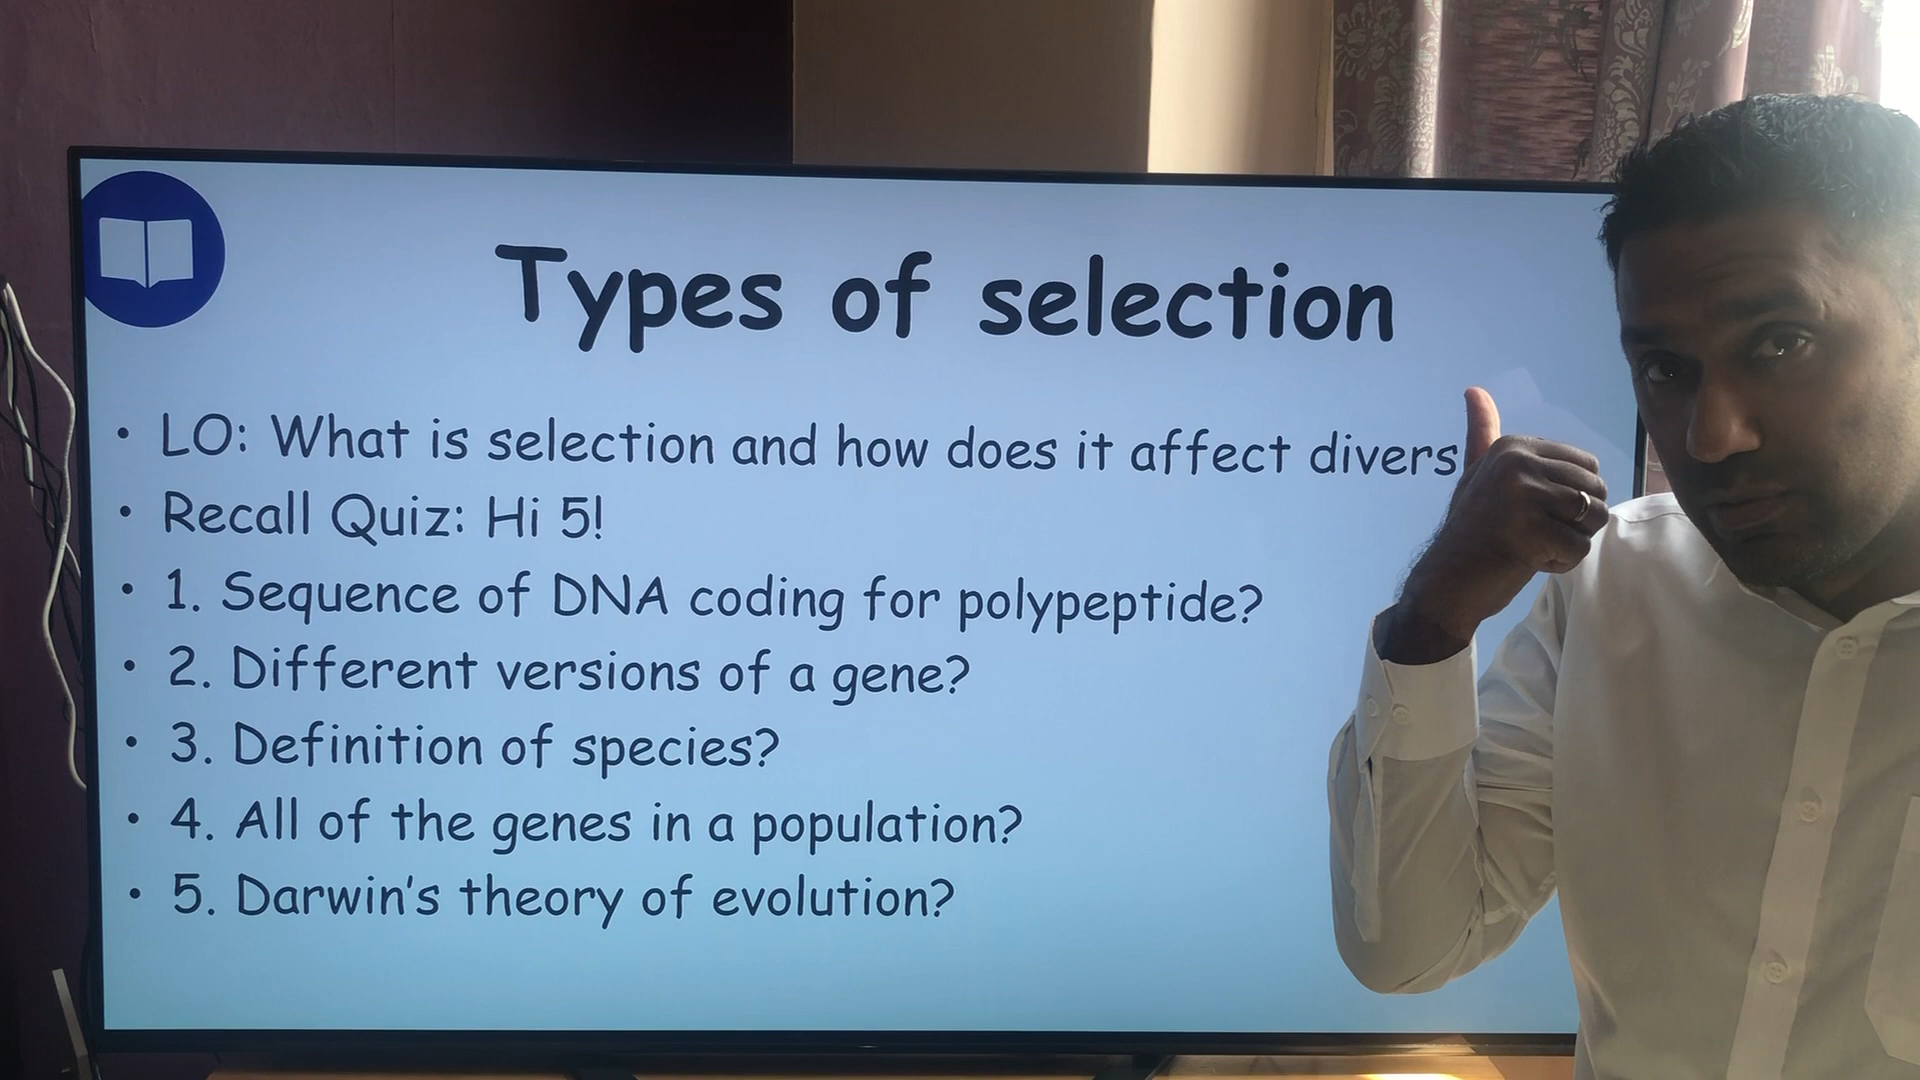 Types of selection
• LO: What is selection and how does it affect divers
• Recall Quiz: Hi 5!
• 1. Sequence of DNA coding for polypeptide?
• 2. Different versions of a gene?
• 3. Definition of species?
• 4. All of the genes in a population?
• 5. Darwin's theory of evolution?